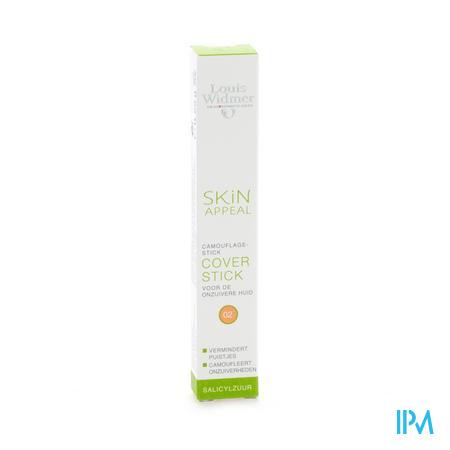 Louis
Widmer
SKiN
APPEAL
CAMOUFLAGE-
STICK
COVER
STICK
VOOR DE
ONZUIVERE HUID
02
VERMINDERT
PUISTJES
CAMOUFLEERT
ONZUIVERHEDEN
SALICYLZUUR
IPM